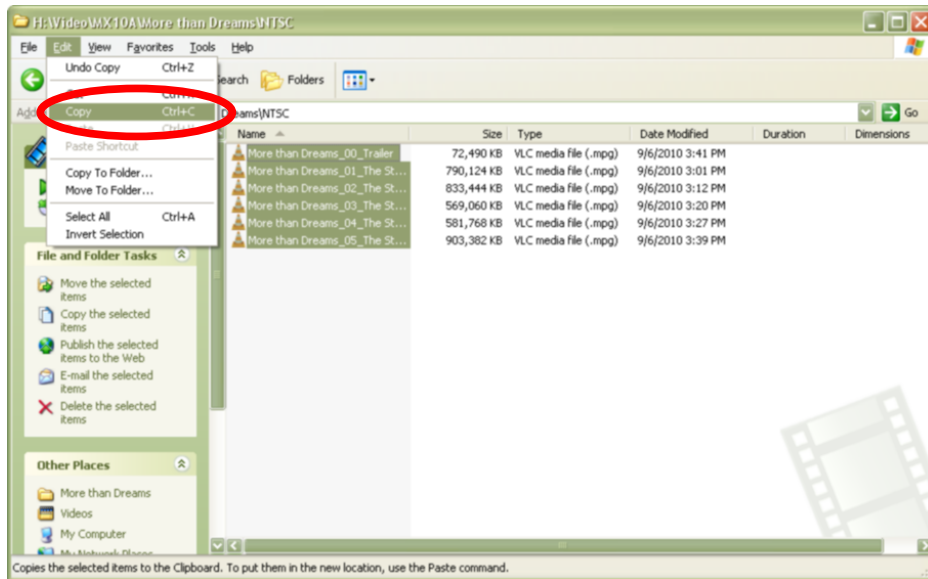 H:\Video\MX10A\More than Dreams\NTSC
File Edit View Favorites Tools Help
Undo Copy Ctrl+Z
Search Folders
Copy Ctrl+C
Dreams\NTSC Go
Paste Shortcut
Copy To Folder...
Move To Folder...
Select All Ctrl+A
Invert Selection
Name Size Type Date Modified Duration Dimensions
More than Dreams_00_Trailer 72,490 KB VLC media file (.mpg) 9/6/2010 3:41 PM
More than Dreams_01_The St... 790,124 KB VLC media file (.mpg) 9/6/2010 3:01 PM
More than Dreams_02_The St... 833,444 KB VLC media file (.mpg) 9/6/2010 3:12 PM
More than Dreams_03_The St... 569,060 KB VLC media file (.mpg) 9/6/2010 3:20 PM
More than Dreams_04_The St... 581,768 KB VLC media file (.mpg) 9/6/2010 3:27 PM
More than Dreams_05_The St... 903,382 KB VLC media file (.mpg) 9/6/2010 3:39 PM
File and Folder Tasks
Move the selected
items
Copy the selected
items
Publish the selected
items to the Web
E-mail the selected
items
Delete the selected
items
Other Places
More than Dreams
Videos
My Computer
My Network Places
Copies the selected items to the Clipboard. To put them in the new location, use the Paste command.